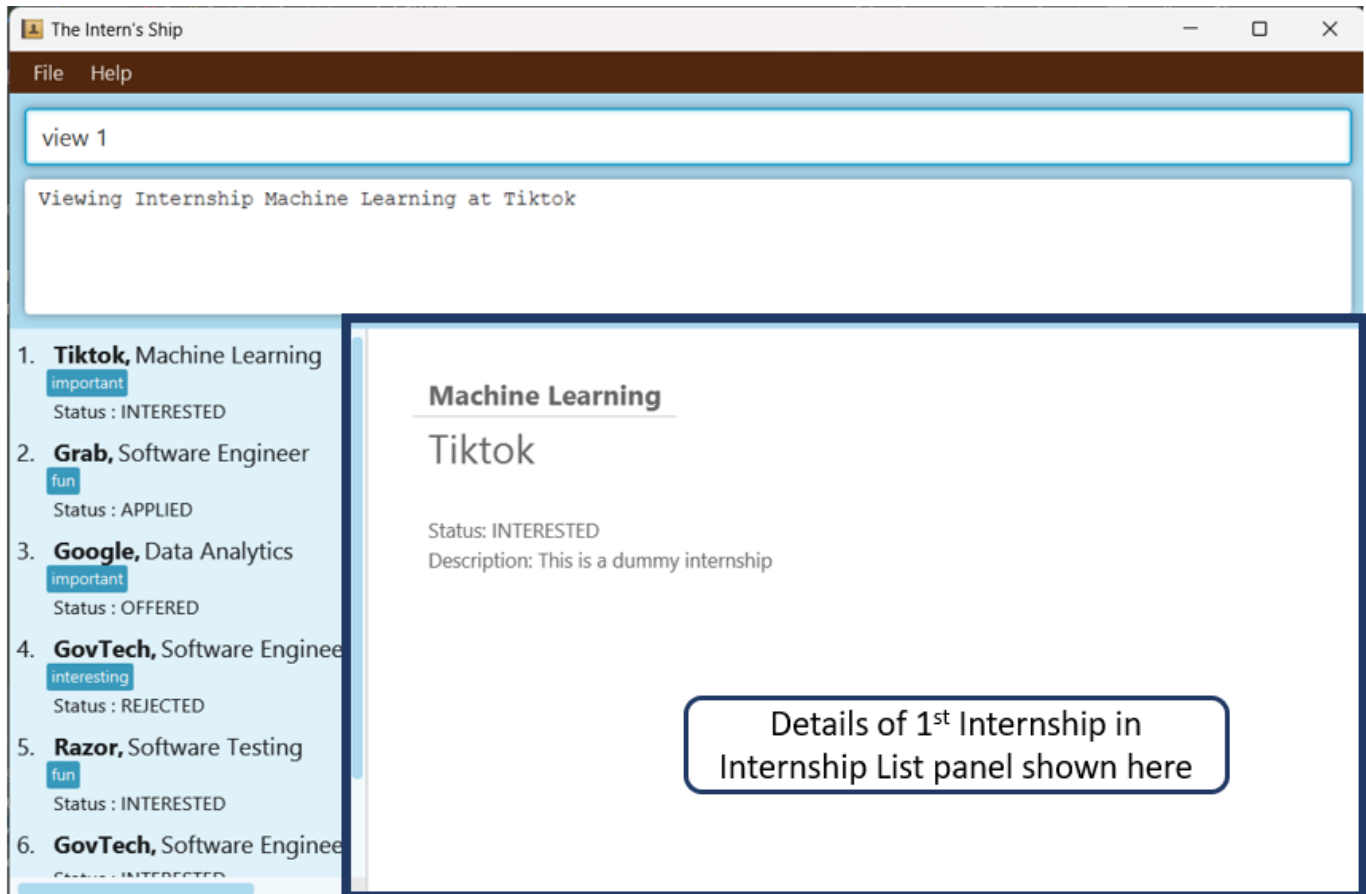 The Intern's Ship
File Help
view 1
Viewing Internship Machine Learning at Tiktok
1. Tiktok, Machine Learning
important
Status : INTERESTED
2. Grab, Software Engineer
fun
Status : APPLIED
3. Google, Data Analytics
important
Status : OFFERED
4. GovTech, Software Enginee
interesting
Status : REJECTED
5. Razor, Software Testing
fun
Status : INTERESTED
6. GovTech, Software Enginee
Status : INTERESTED
Machine Learning
Tiktok
Status: INTERESTED
Description: This is a dummy internship
Details of 1st Internship in
Internship List panel shown here